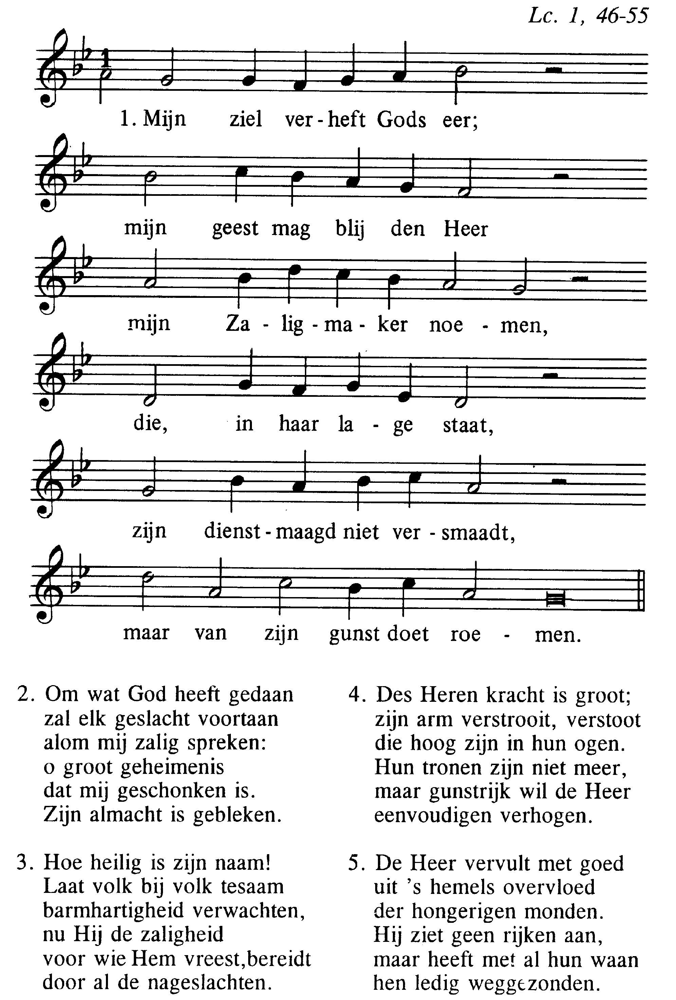 Lc. 1, 46-55
1
1. Mijn ziel ver - heft Gods eer;
mijn geest mag blij den Heer
mijn Za - lig - ma - ker noe - men,
die, in haar la - ge staat,
zijn dienst - maagd niet ver - smaadt,
maar van zijn gunst doet roe - men.
2. Om wat God heeft gedaan
zal elk geslacht voortaan
alom mij zalig spreken:
o groot geheimenis
dat mij geschonken is.
Zijn almacht is gebleken.
3. Hoe heilig is zijn naam!
Laat volk bij volk tesaam
barmhartigheid verwachten,
nu Hij de zaligheid
voor wie Hem vreest, bereidt
door al de nageslachten.
4. Des Heren kracht is groot;
zijn arm verstrooit, verstoot
die hoog zijn in hun ogen.
Hun tronen zijn niet meer,
maar gunstrijk wil de Heer
eenvoudigen verhogen.
5. De Heer vervult met goed
uit 's hemels overvloed
der hongerigen monden.
Hij ziet geen rijken aan,
maar heeft met al hun waan
hen ledig weggezonden.